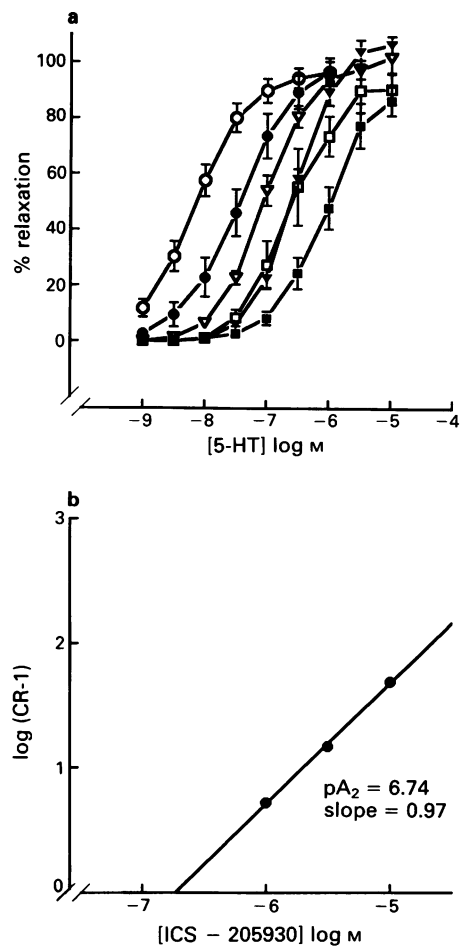 a
100
80
60
40
20
0
% relaxation
−9 −8 −7 −6 −5 −4
[5-HT] log M
b
3
2
1
0
log (CR-1)
pA2 = 6.74
slope = 0.97
−7 −6 −5
[ICS − 205930] log M